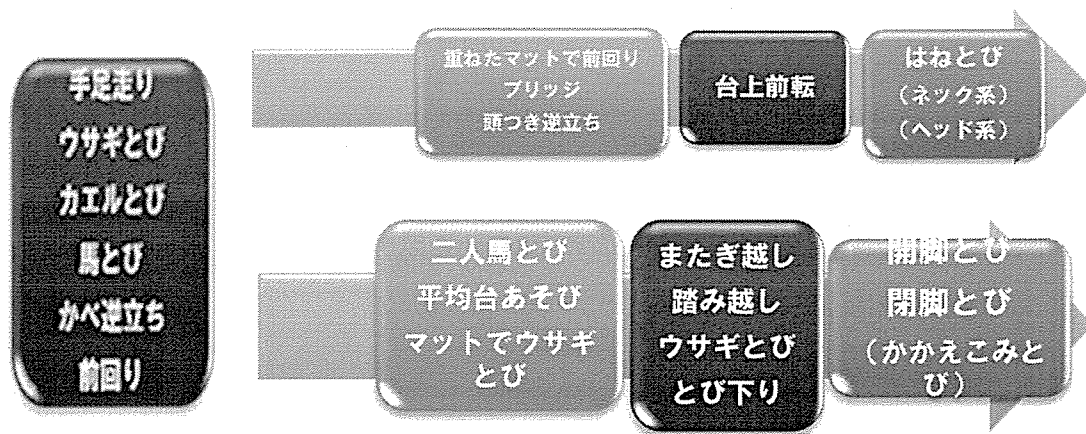 手足走り
ウサギとび
カエルとび
馬とび
かべ逆立ち
前回り
重ねたマットで前回り
ブリッジ
頭つき逆立ち
台上前転
はねとび
（ネック系）
（ヘッド系）
二人馬とび
平均台あそび
マットでウサギ
とび
またぎ越し
踏み越し
ウサギとび
とび下り
開脚とび
閉脚とび
（かかえこみと
び）